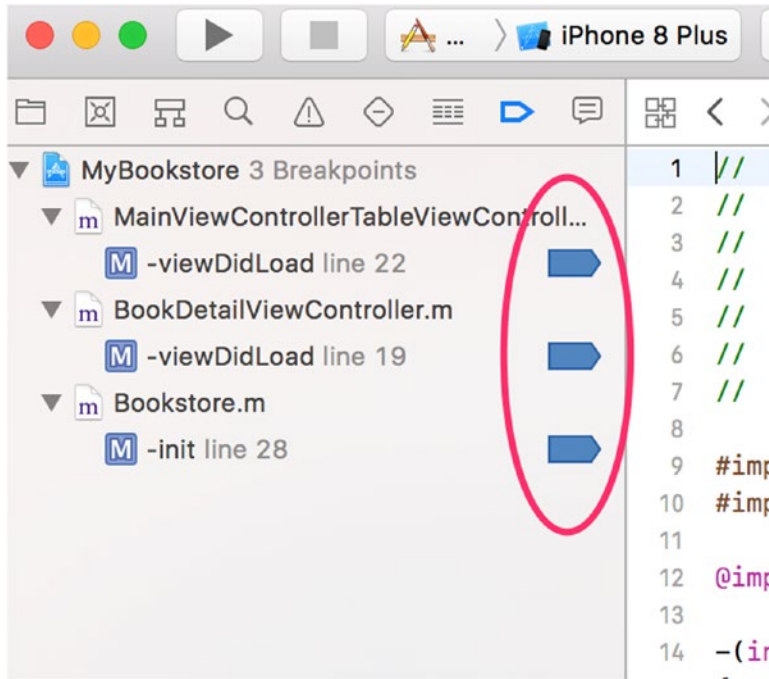 ... iPhone 8 Plus
MyBookstore 3 Breakpoints
m MainViewControllerTableViewControll...
M -viewDidLoad line 22
m BookDetailViewController.m
M -viewDidLoad line 19
m Bookstore.m
M -init line 28
1 //
2 //
3 //
4 //
5 //
6 //
7 //
8
9 #imp
10 #imp
11
12 @imp
13
14 -(in